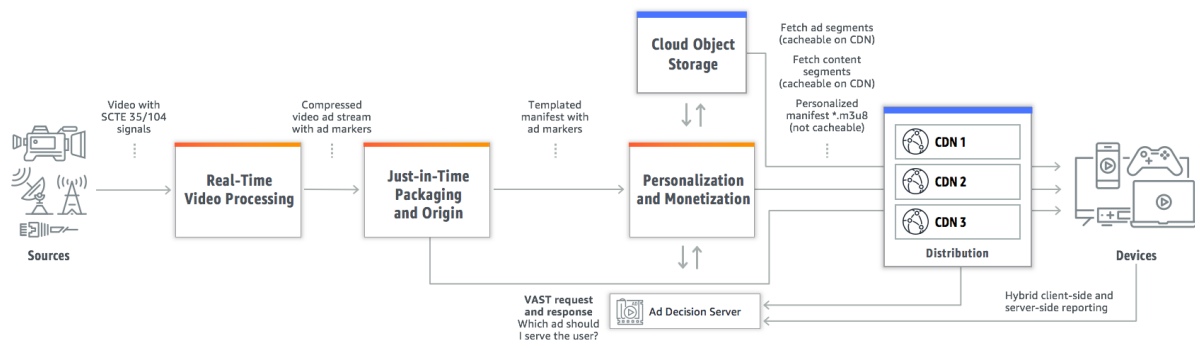 Video with
SCTE 35/104
signals
Compressed
video ad stream
with ad markers
Templated
manifest with
ad markers
Cloud Object
Storage
Fetch ad segments
(cacheable on CDN)
Fetch content
segments
(cacheable on CDN)
Personalized
manifest *.m3u8
(not cacheable)
Sources
Real-Time
Video Processing
Just-in-Time
Packaging
and Origin
Personalization
and Monetization
CDN 1
CDN 2
CDN 3
Distribution
Devices
VAST request
and response
Which ad should
I serve the user?
Ad Decision Server
Hybrid client-side and
server-side reporting